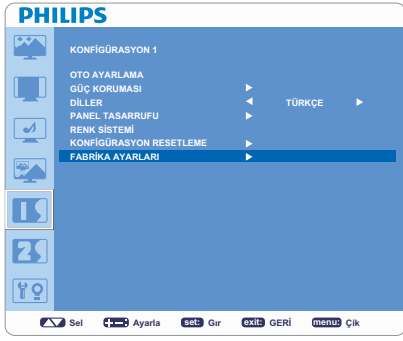 PHILIPS
KONFİGÜRASYON 1
OTO AYARLAMA
GÜÇ KORUMASI
DİLLER TÜRKÇE
PANEL TASARRUFU
RENK SİSTEMİ
KONFİGÜRASYON RESETLEME
FABRİKA AYARLARI
Sel Ayarla set: Gır exit: GERİ menu: Çik